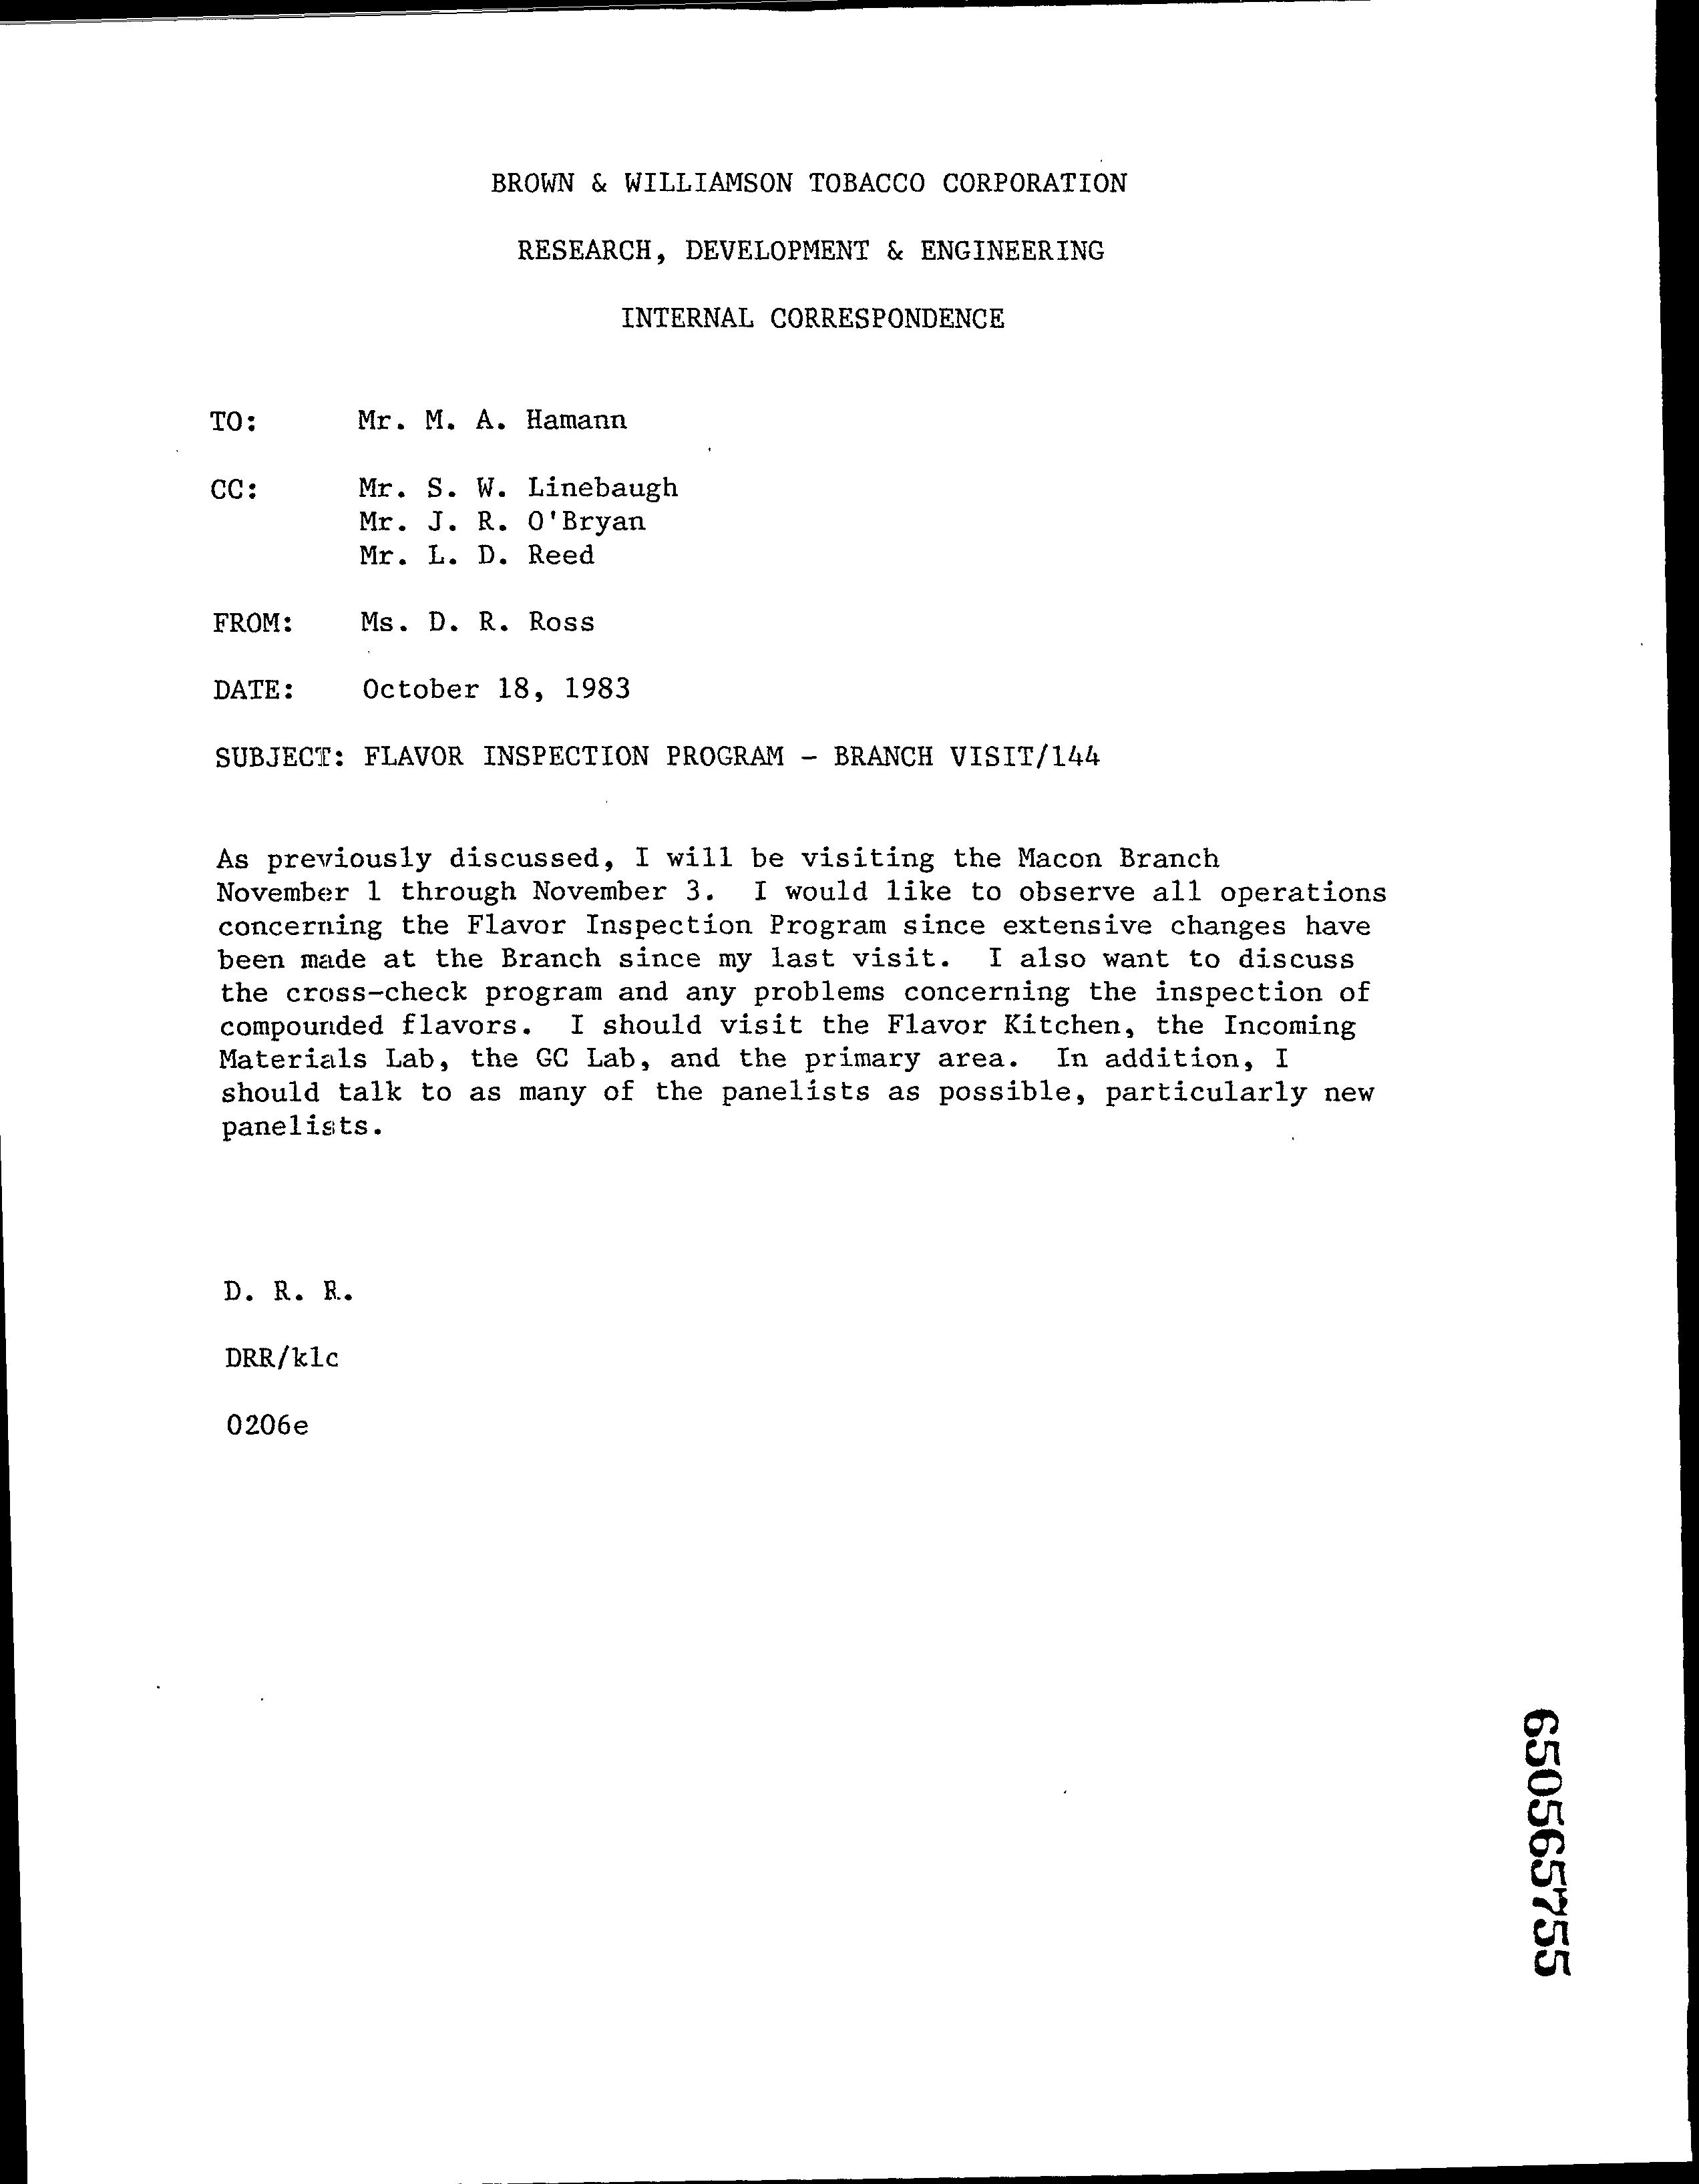 BROWN & WILLIAMSON TOBACCO CORPORATION
RESEARCH, DEVELOPMENT & ENGINEERING
INTERNAL CORRESPONDENCE
TO: Mr. M. A. Hamann
CC: Mr. S. W. Linebaugh
Mr. J. R. O'Bryan
Mr. L. D. Reed
FROM: Ms. D. R. Ross
DATE: October 18, 1983
SUBJECT: FLAVOR INSPECTION PROGRAM - BRANCH VISIT/144
As previously discussed, I will be visiting the Macon Branch
November 1 through November 3. I would like to observe all operations
concerning the Flavor Inspection Program since extensive changes have
been made at the Branch since my last visit. I also want to discuss
the cross-check program and any problems concerning the inspection of
compounded flavors. I should visit the Flavor Kitchen, the Incoming
Materials Lab, the GC Lab, and the primary area. In addition, I
should talk to as many of the panelists as possible, particularly new
panelists.
D. R. R.
DRR/klc
0206e
650565755